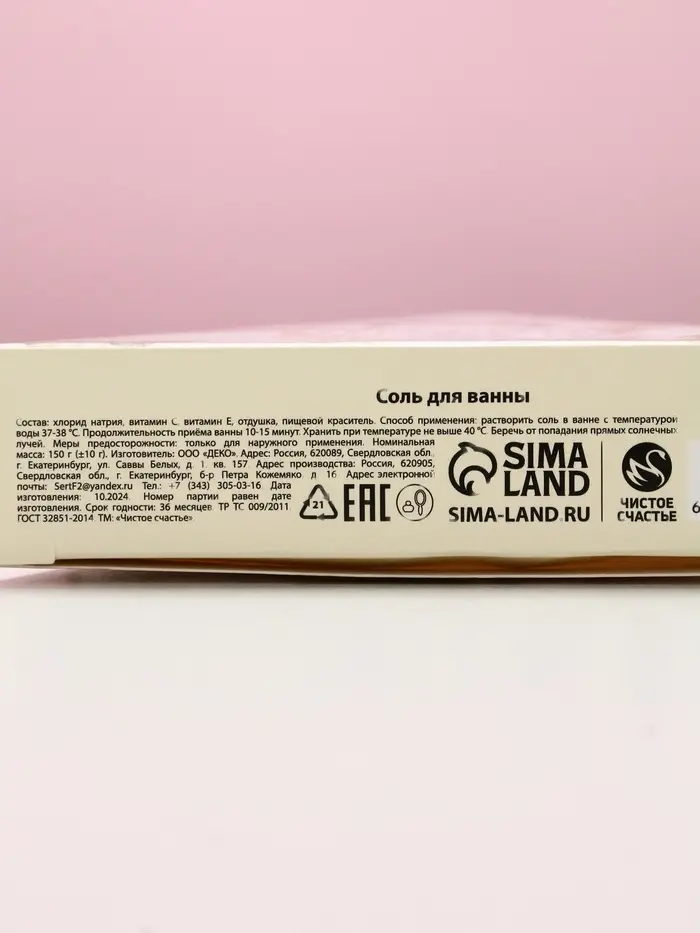 Соль для ванны
Состав: хлорид натрия, витамин С, витамин Е, отдушка, пищевой краситель. Способ применения: растворить соль в ванне с температурой
воды 37-38 °С. Продолжительность приёма ванны 10-15 минут. Хранить при температуре не выше 40 °С. Беречь от попадания прямых солнечных
лучей. Меры предосторожности: только для наружного применения. Номинальная
масса: 150 г (±10 г). Изготовитель: ООО «ДЕКО». Адрес: Россия, 620089, Свердловская обл.
г. Екатеринбург, ул. Саввы Белых, д. 1 кв. 157 Адрес производства: Россия, 620905,
Свердловская обл., г. Екатеринбург, б-р Петра Кожемяко д 16 Адрес электронной
почты: SertF2@yandex.ru Тел.: +7 (343) 305-03-16 Дата
изготовления: 10.2024 Номер партии равен дате
изготовления. Срок годности: 36 месяцев ТР ТС 009/2011
ГОСТ 32851-2014 ТМ: «Чистое счастье»
21
EAC
SIMA
LAND
SIMA-LAND.RU
ЧИСТОЕ
СЧАСТЬЕ
6